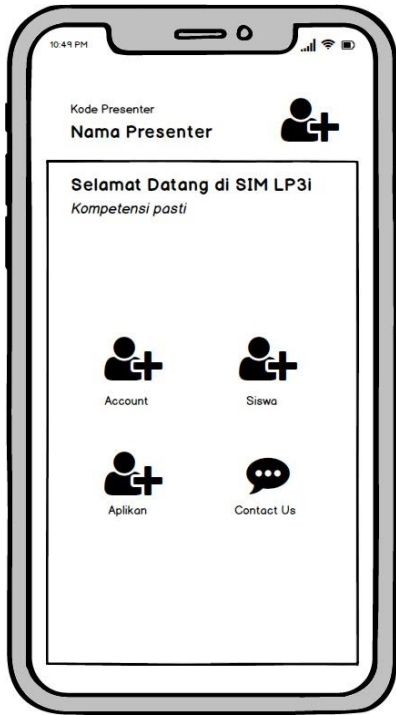 10:49 PM
Kode Presenter
Nama Presenter
Selamat Datang di SIM LP3i
Kompetensi pasti
Account
Siswa
Aplikan
Contact Us